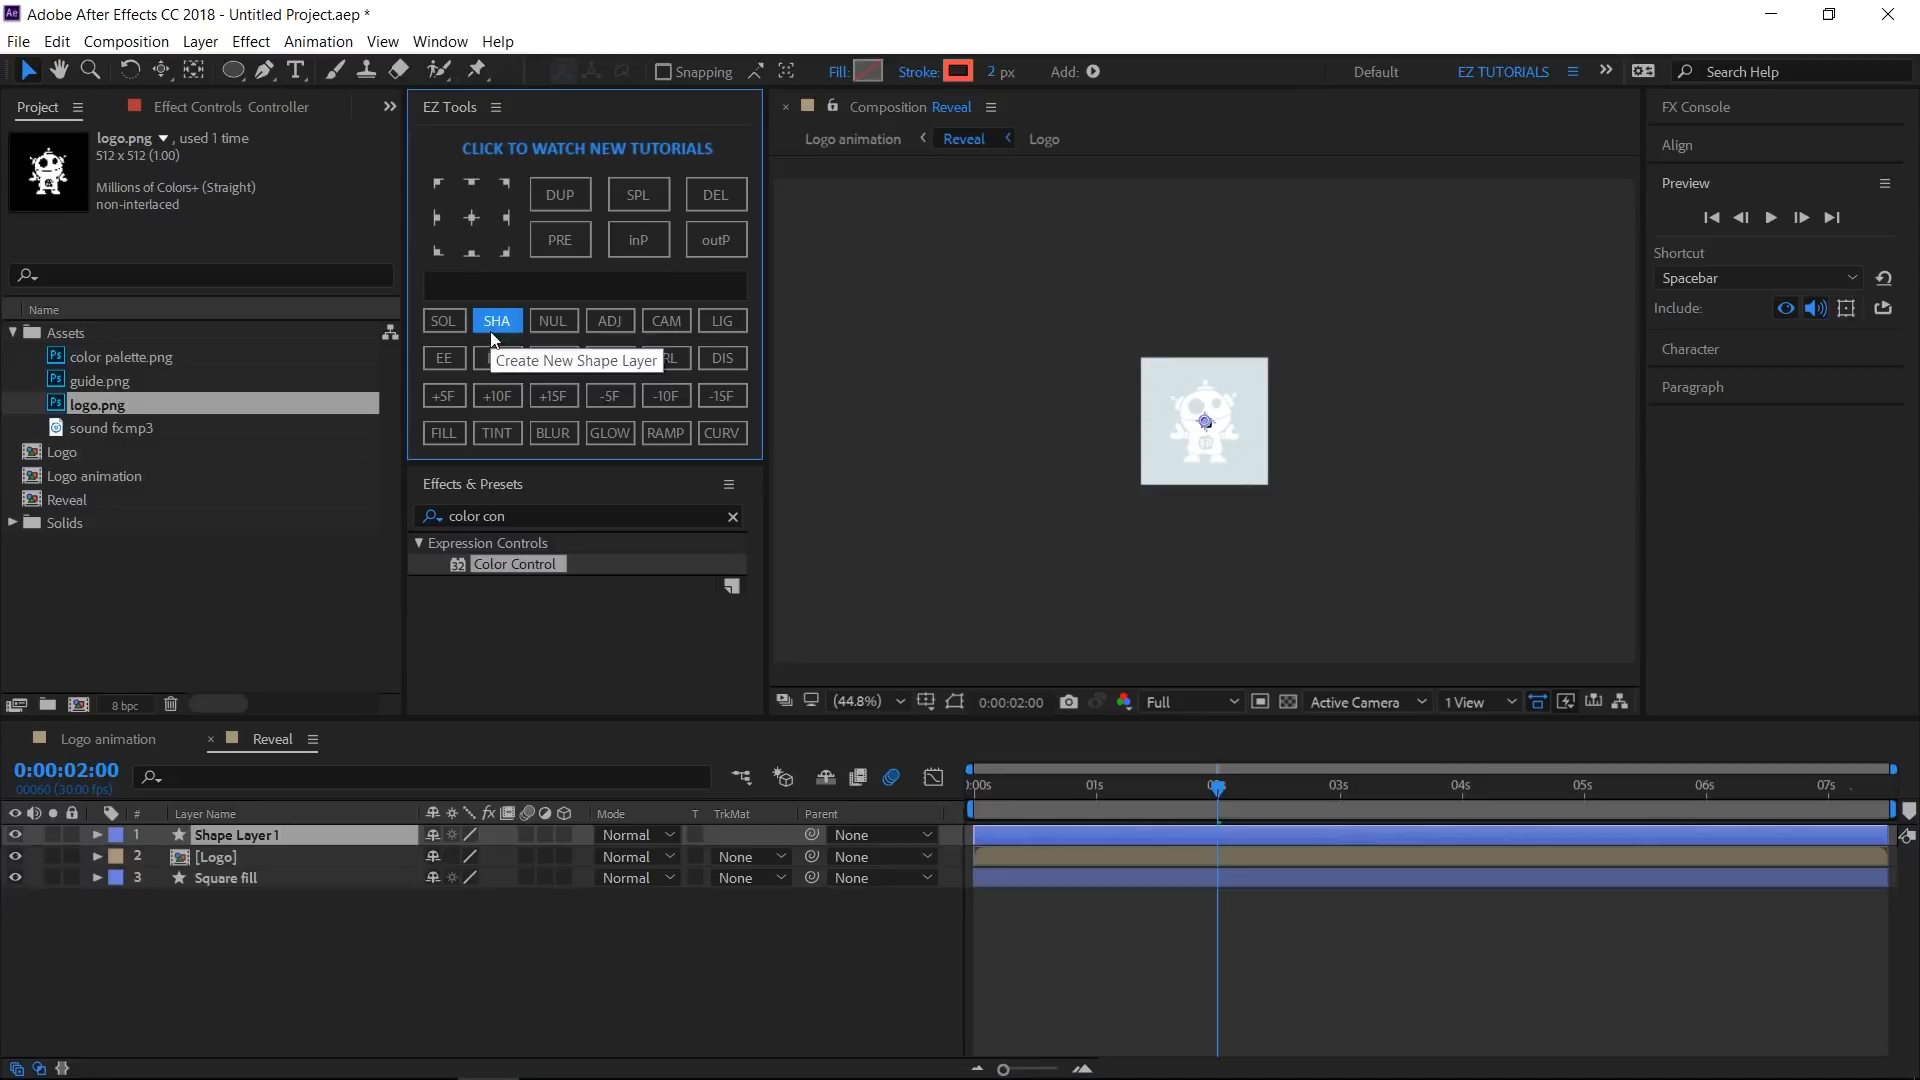 Ae Adobe After Effects CC 2018 - Untitled Project.aep *
File Edit Composition Layer Effect Animation View Window Help
Snapping Fill: Stroke: 2 px Add: Default EZ TUTORIALS Search Help
Project Effect Controls Controller
logo.png , used 1 time
512 x 512 (1.00)
Millions of Colors+ (Straight)
non-interlaced
Name
Assets
Ps color palette.png
Ps guide.png
Ps logo.png
sound fx.mp3
Logo
Logo animation
Reveal
Solids
8 bpc
EZ Tools
CLICK TO WATCH NEW TUTORIALS
DUP SPL DEL
PRE inP outP
SOL SHA NUL ADJ CAM LIG
EE DIS
Create New Shape Layer
+5F +10F +15F -5F -10F -15F
FILL TINT BLUR GLOW RAMP CURV
Effects & Presets
color con
Expression Controls
32 Color Control
Composition Reveal
Logo animation Reveal Logo
(44.8%) 0:00:02:00 Full Active Camera 1 View
FX Console
Align
Preview
Shortcut
Spacebar
Include:
Character
Paragraph
Logo animation Reveal
0:00:02:00
00060 (30.00 fps)
# Layer Name fx Mode T TrkMat Parent
1 Shape Layer 1 Normal None
2 [Logo] Normal None None
3 Square fill Normal None None
01s 03s 04s 05s 06s 07s